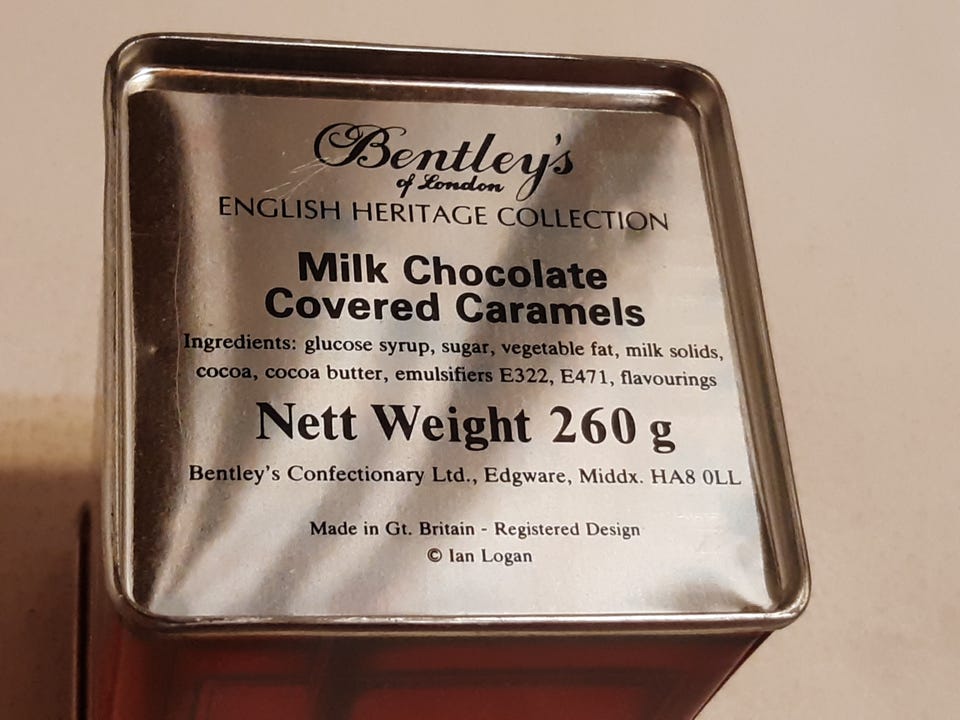 Bentley's
of London
ENGLISH HERITAGE COLLECTION
Milk Chocolate
Covered Caramels
Ingredients: glucose syrup, sugar, vegetable fat, milk solids,
cocoa, cocoa butter, emulsifiers E322, E471, flavourings
Nett Weight 260 g
Bentley's Confectionary Ltd., Edgware, Middx. HA8 0LL
Made in Gt. Britain - Registered Design
© Ian Logan